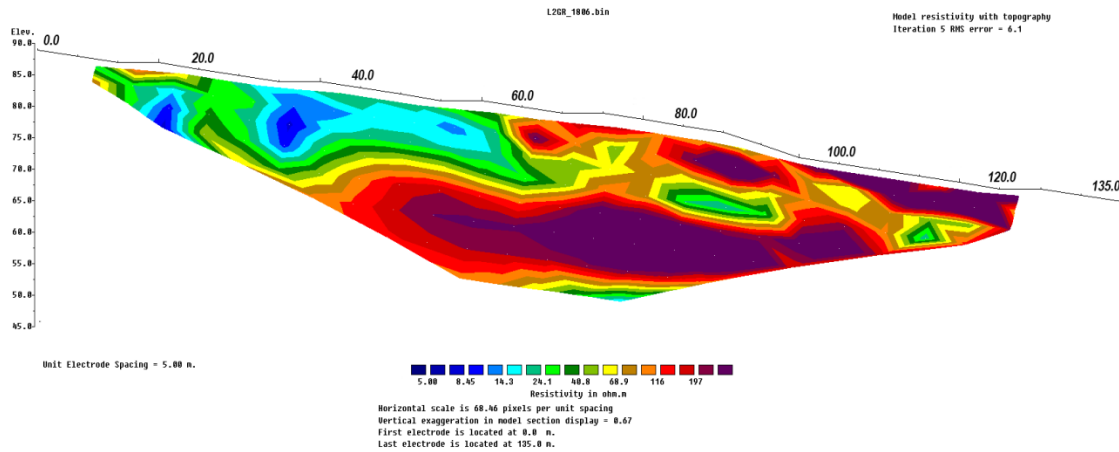 L2GR_1806.bin
Model resistivity with topography
Iteration 5 RMS error = 6.1
Elev.
90.0
85.0
80.0
75.0
70.0
65.0
60.0
55.0
50.0
45.0
0.0
20.0
40.0
60.0
80.0
100.0
120.0
135.0
Unit Electrode Spacing = 5.00 m.
5.00 8.45 14.3 24.1 40.8 68.9 116 197
Resistivity in ohm.m
Horizontal scale is 68.46 pixels per unit spacing
Vertical exaggeration in model section display = 0.67
First electrode is located at 0.0 m.
Last electrode is located at 135.0 m.